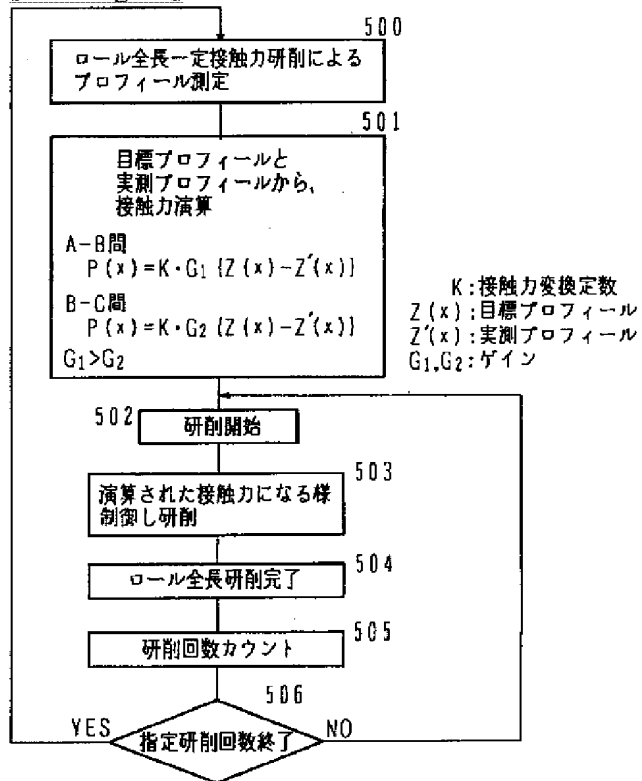 500
ロール全長一定接触力研削による
プロフィール測定
501
目標プロフィールと
実測プロフィールから、
接触力演算
A-B間
P(x)=K・G₁{Z(x)-Z′(x)}
B-C間
P(x)=K・G₂{Z(x)-Z′(x)}
G₁>G₂
K:接触力変換定数
Z(x):目標プロフィール
Z′(x):実測プロフィール
G₁,G₂:ゲイン
502
研削開始
503
演算された接触力になる様
制御し研削
504
ロール全長研削完了
505
研削回数カウント
506
YES
指定研削回数終了
NO